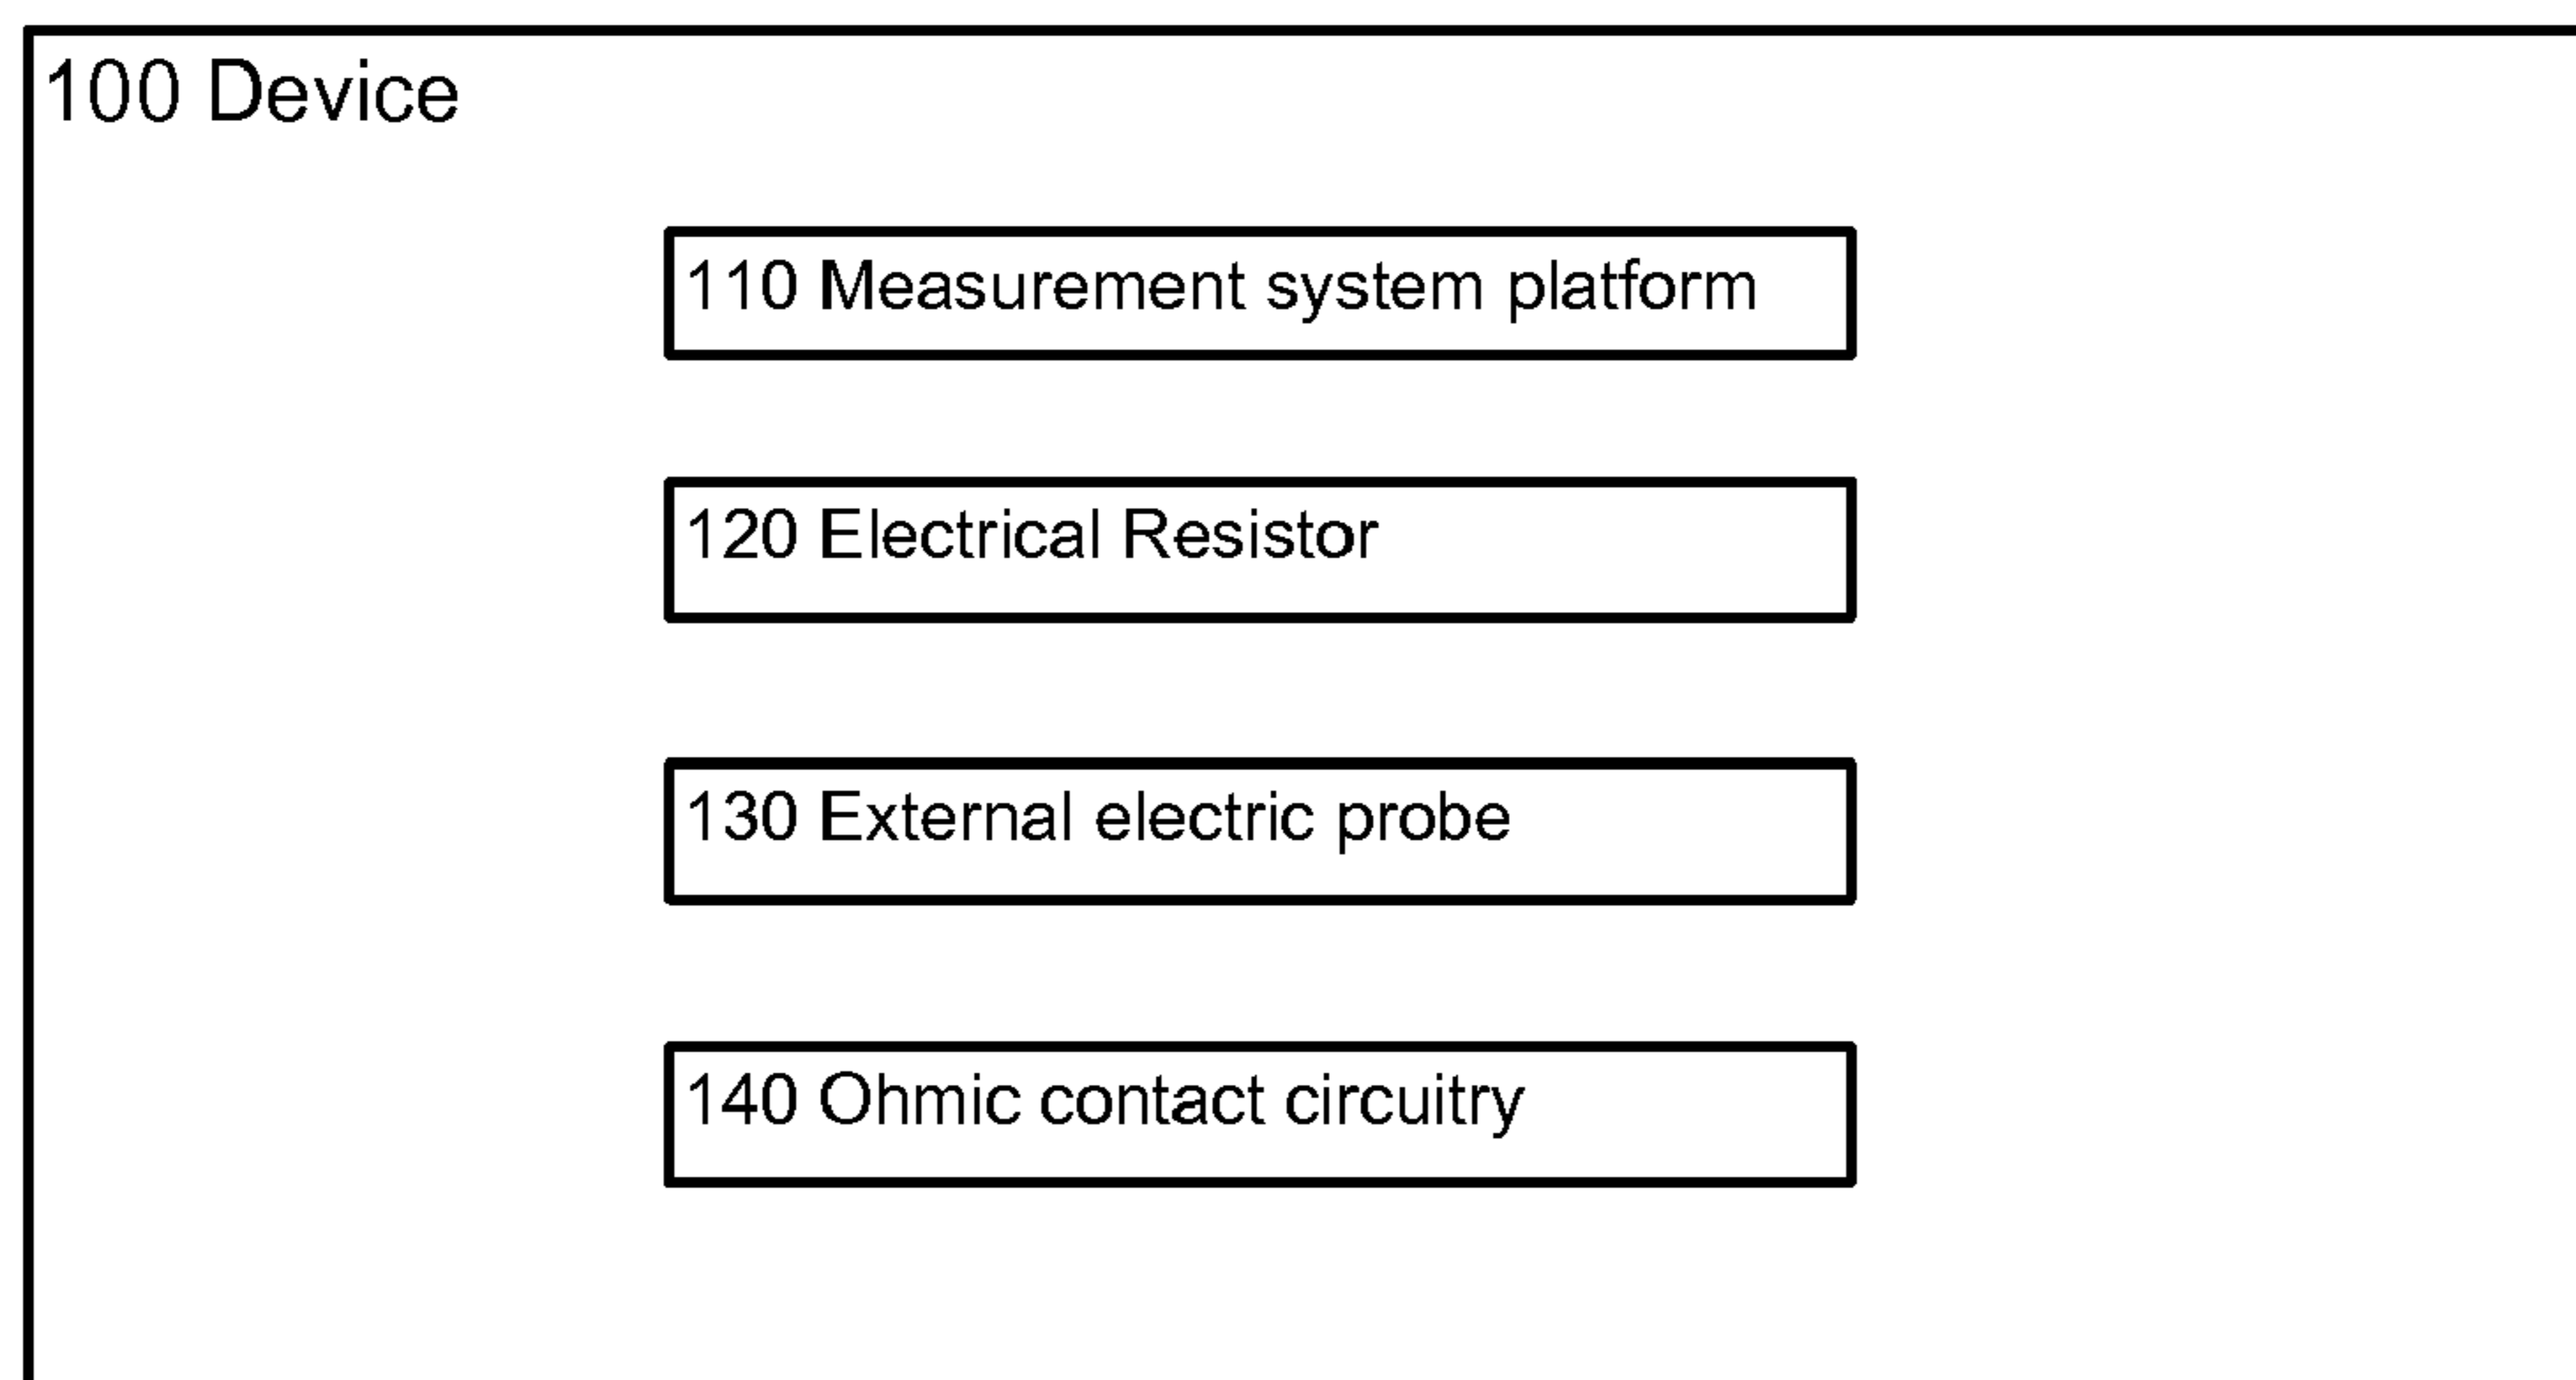 100 Device
110 Measurement system platform
120 Electrical Resistor
130 External electric probe
140 Ohmic contact circuitry